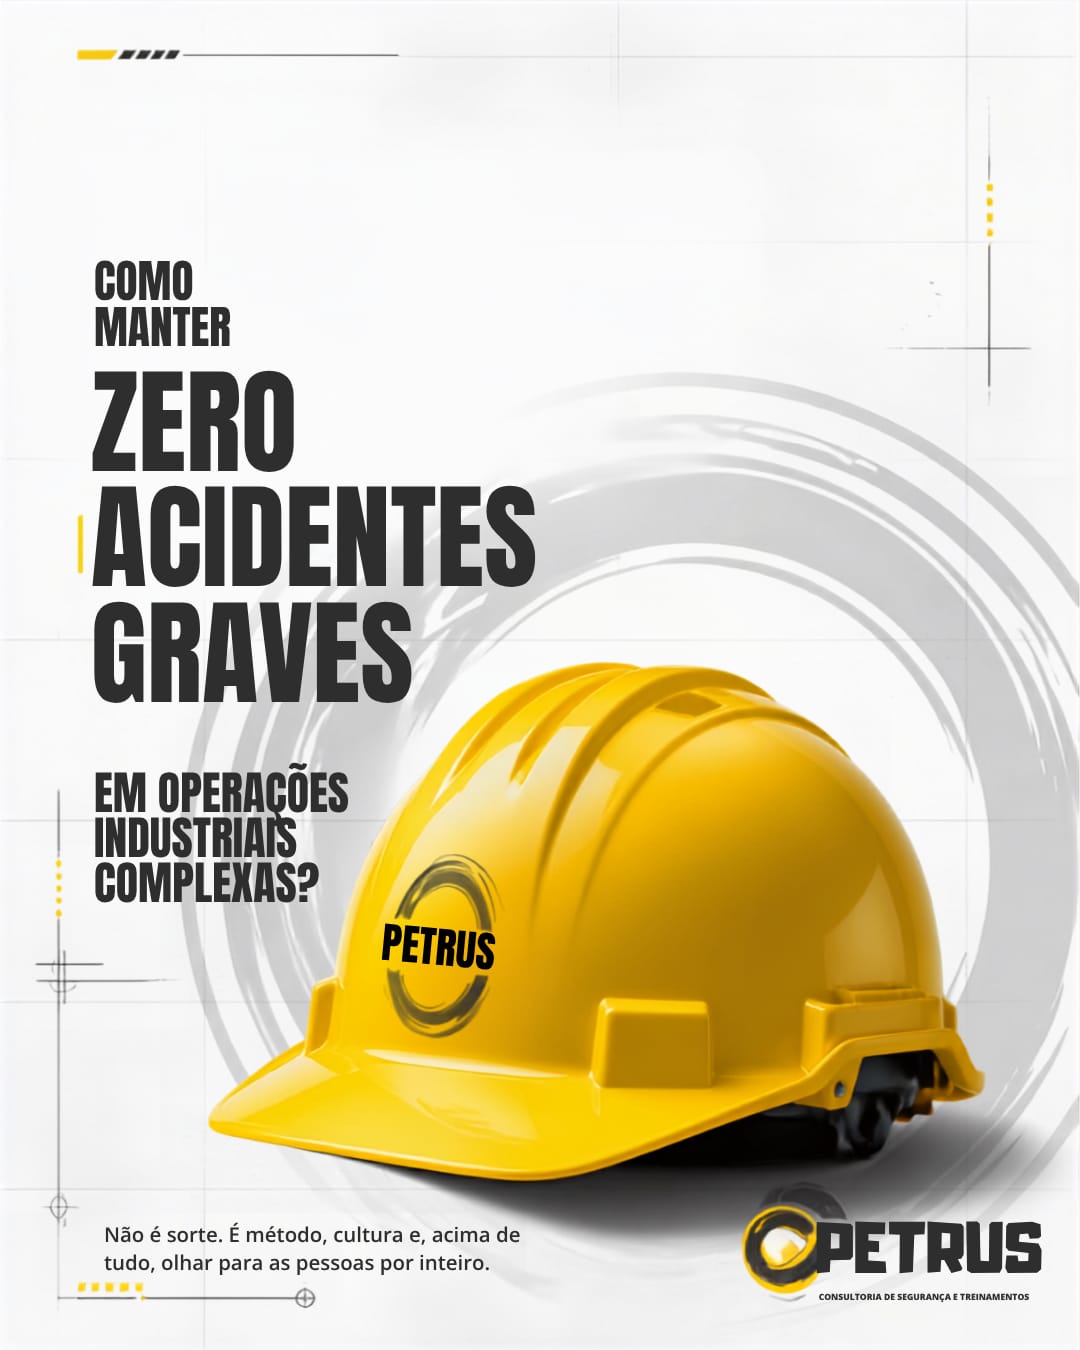 COMO
MANTER
ZERO
ACIDENTES
GRAVES
EM OPERAÇÕES
INDUSTRIAIS
COMPLEXAS?
PETRUS
Não é sorte. É método, cultura e, acima de
tudo, olhar para as pessoas por inteiro.
PETRUS
CONSULTORIA DE SEGURANÇA E TREINAMENTOS